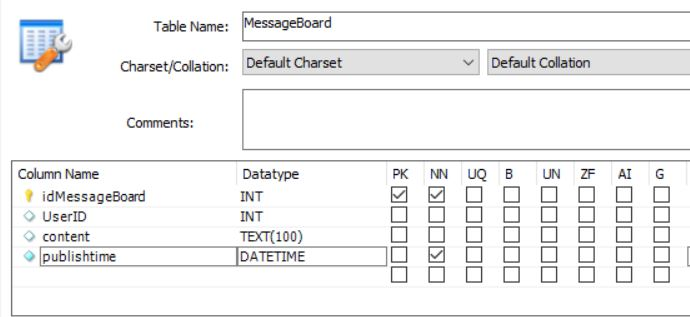 Table Name: MessageBoard
Charset/Collation: Default Charset Default Collation
Comments:
Column Name Datatype PK NN UQ B UN ZF AI G
idMessageBoard INT
UserID INT
content TEXT(100)
publishtime DATETIME